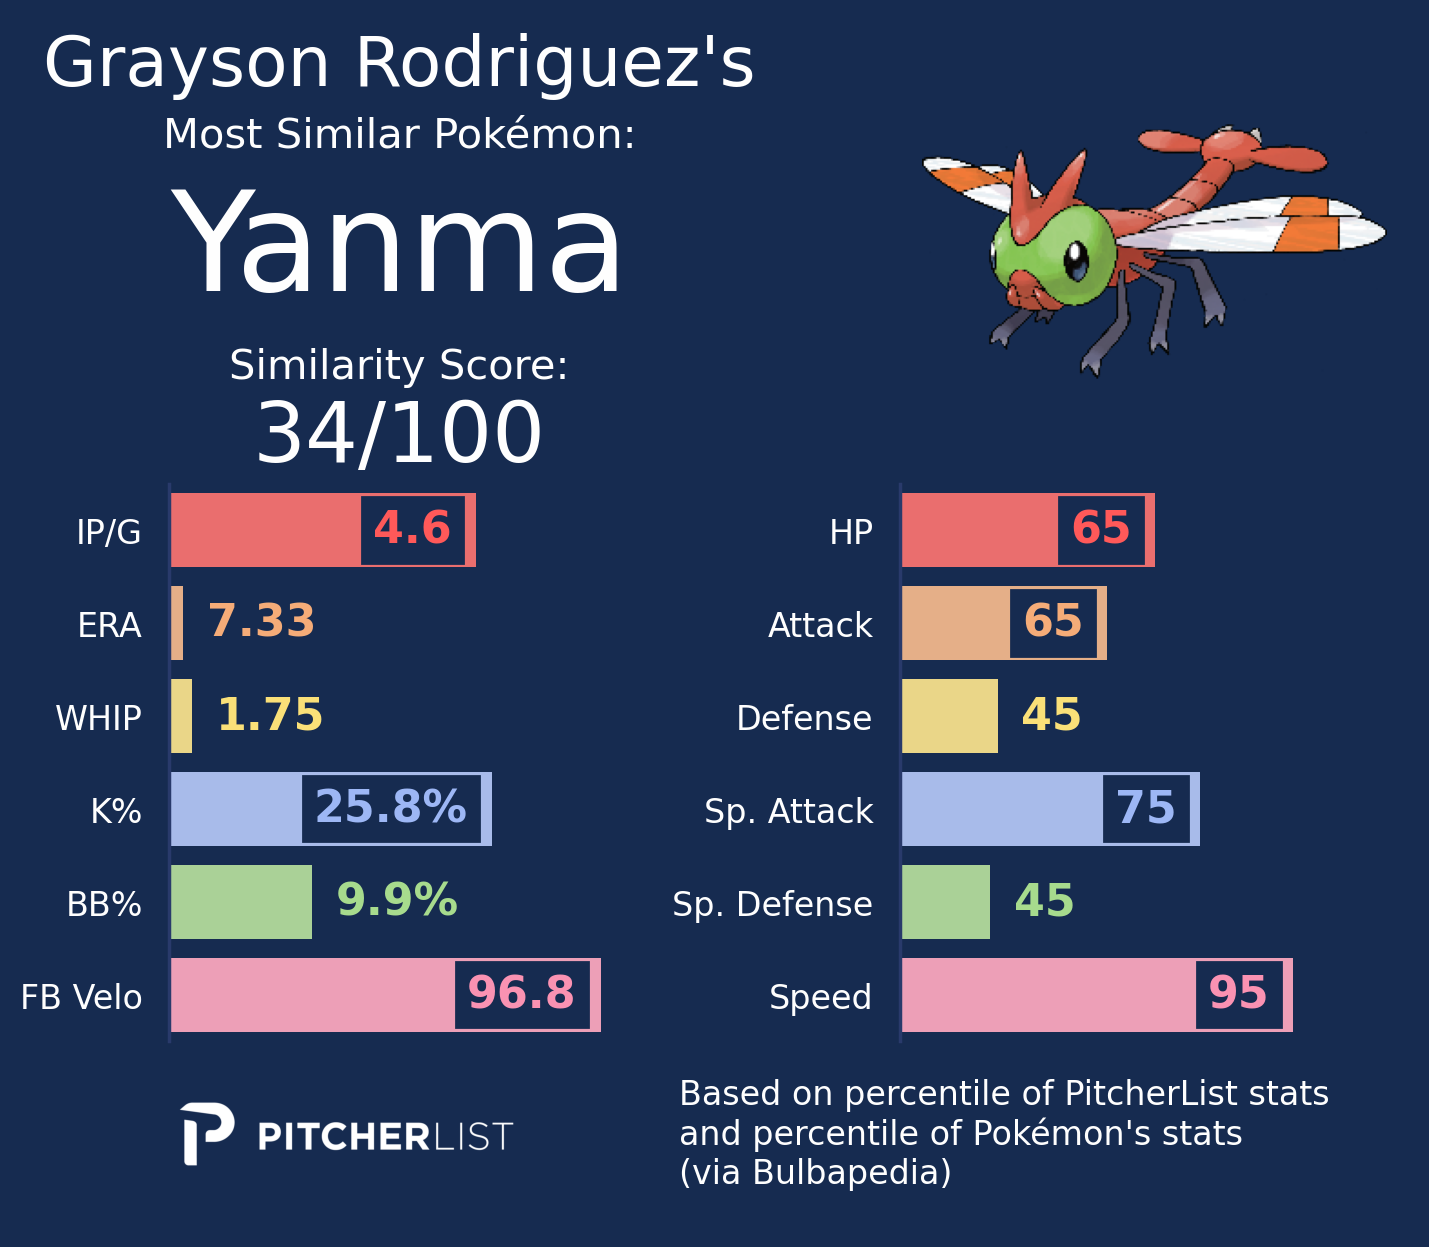 Grayson Rodriguez's
Most Similar Pokémon:
Yanma
Similarity Score:
34/100
IP/G 4.6
ERA 7.33
WHIP 1.75
K% 25.8%
BB% 9.9%
FB Velo 96.8
HP 65
Attack 65
Defense 45
Sp. Attack 75
Sp. Defense 45
Speed 95
PITCHERLIST
Based on percentile of PitcherList stats
and percentile of Pokémon's stats
(via Bulbapedia)